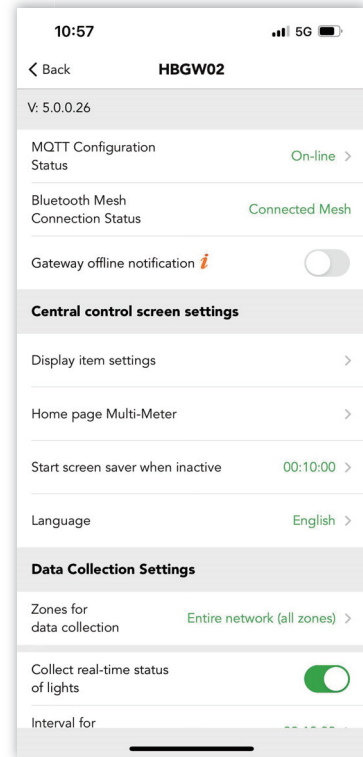 10:57 5G
Back HBGW02
V: 5.0.0.26
MQTT Configuration
Status
On-line
Bluetooth Mesh
Connection Status
Connected Mesh
Gateway offline notification i
Central control screen settings
Display item settings
Home page Multi-Meter
Start screen saver when inactive 00:10:00
Language English
Data Collection Settings
Zones for
data collection
Entire network (all zones)
Collect real-time status
of lights
Interval for